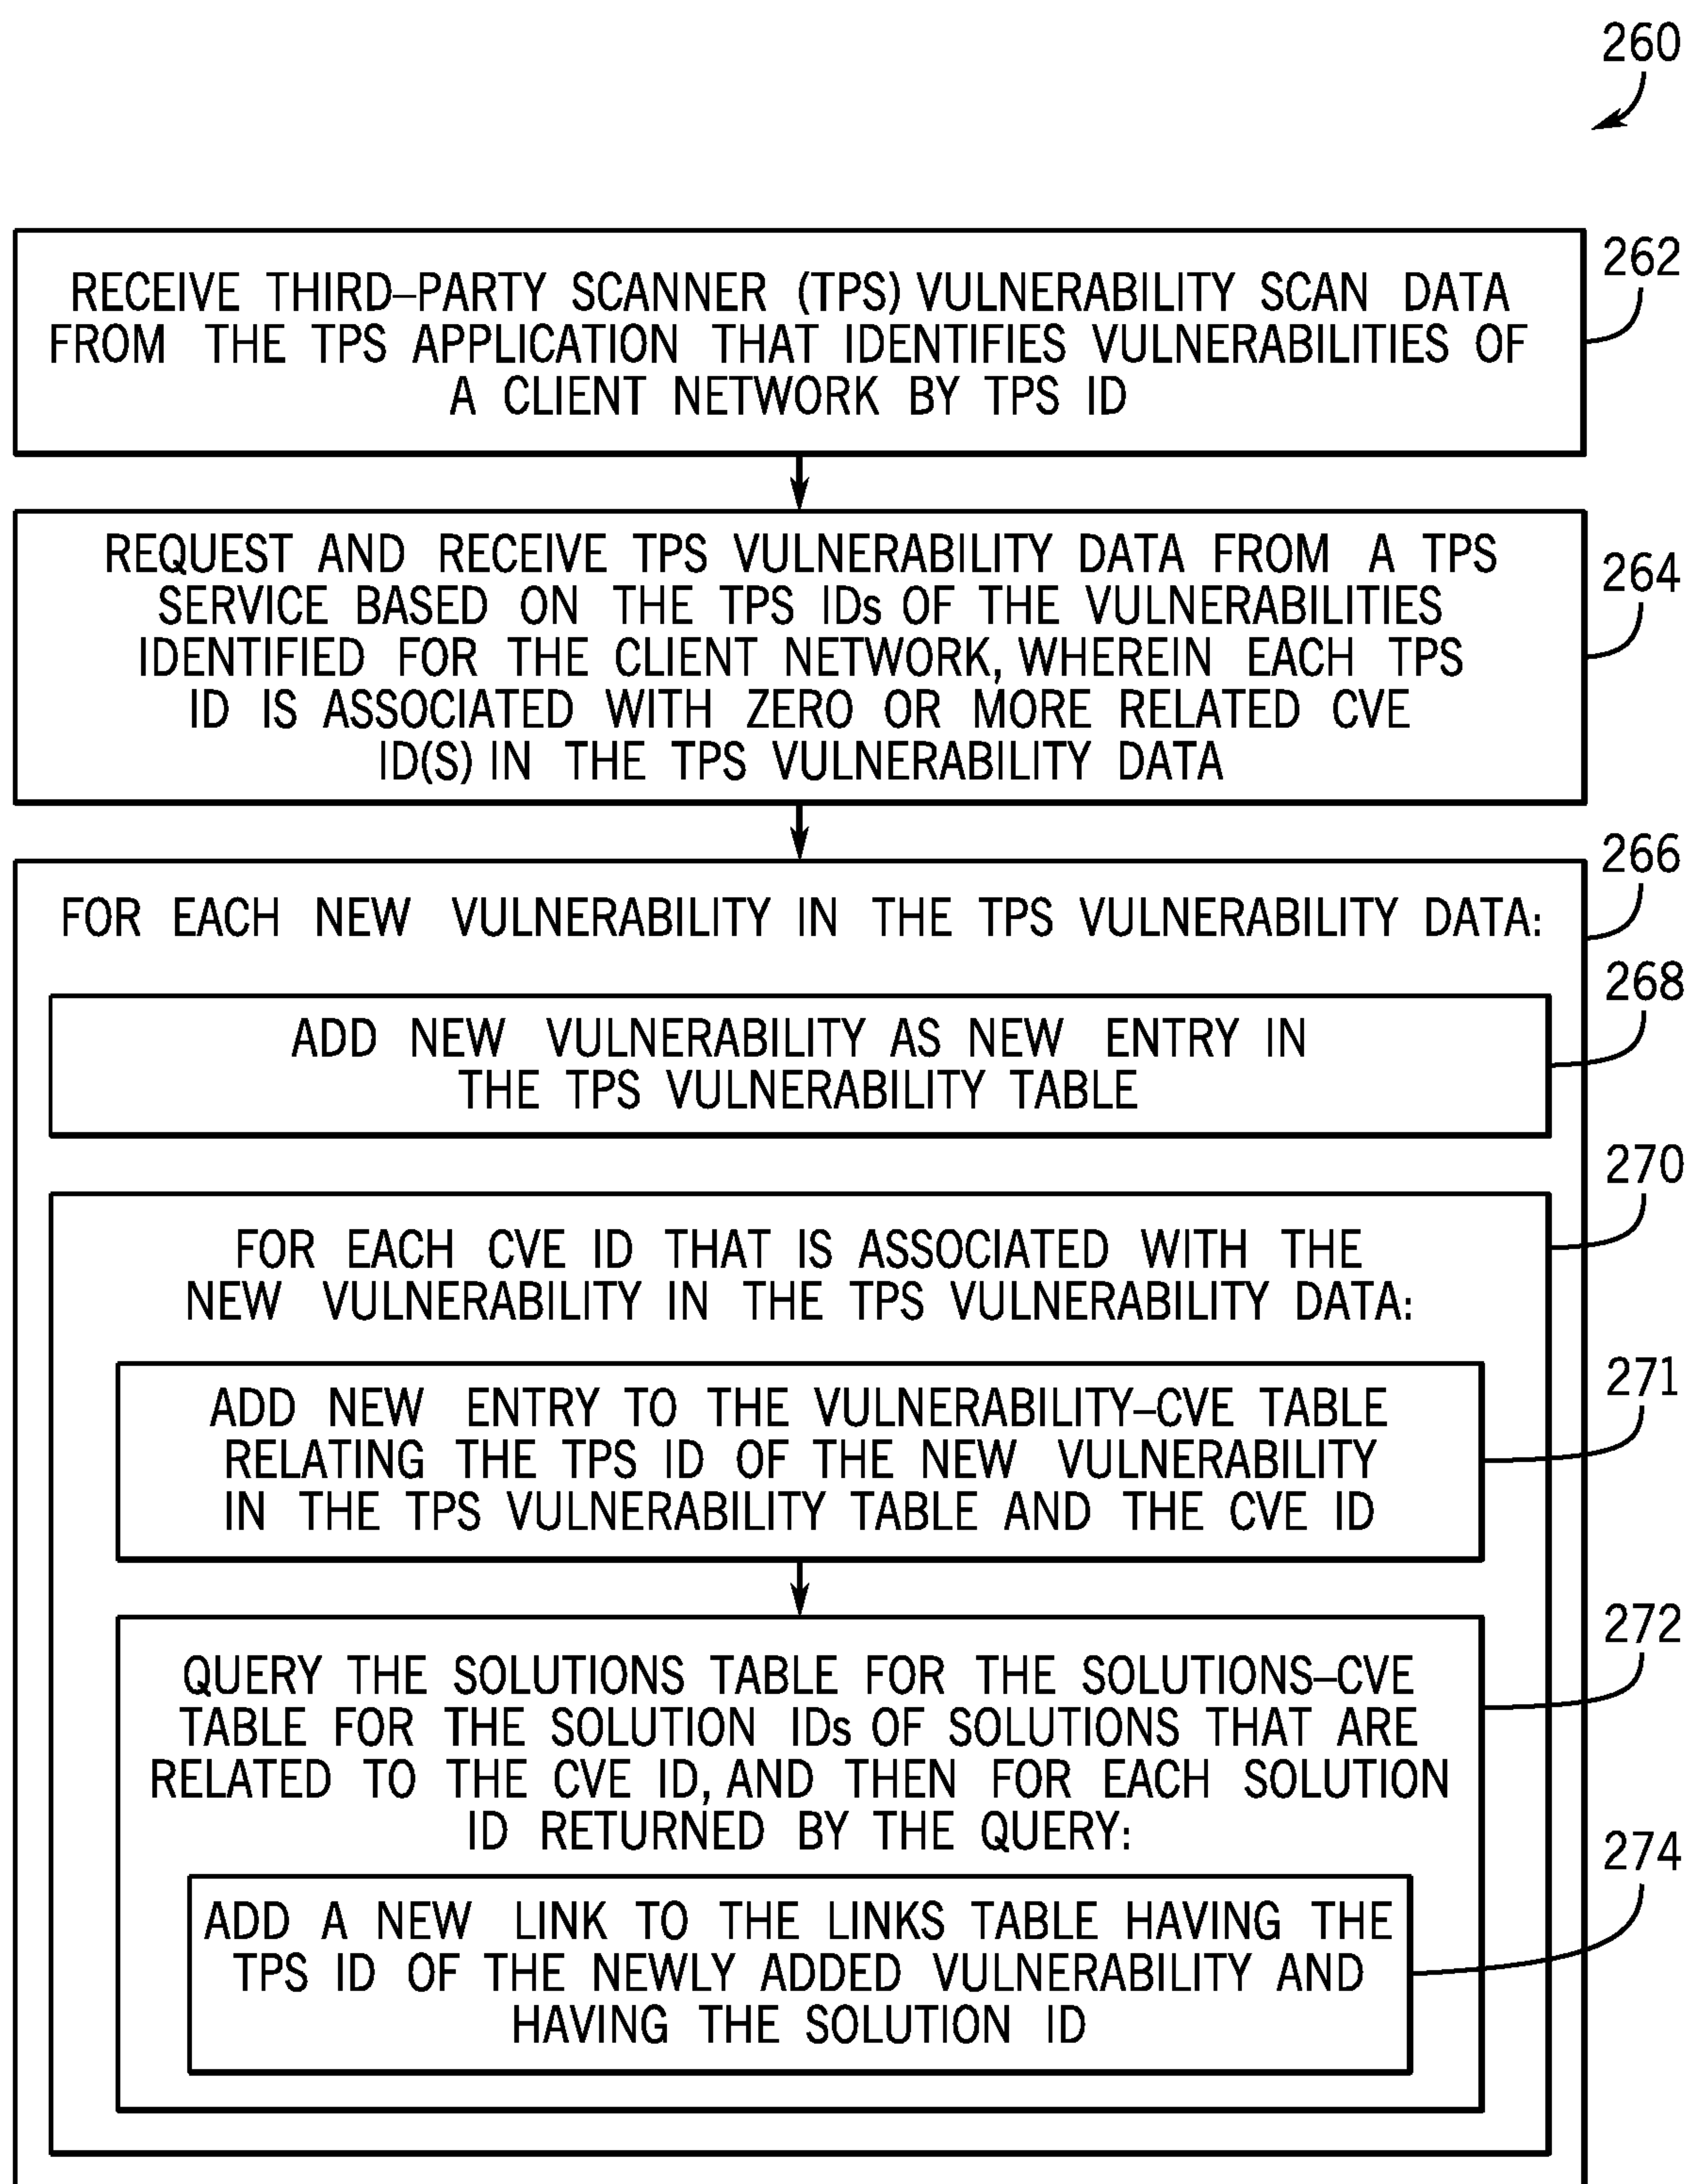 260
262
RECEIVE THIRD–PARTY SCANNER (TPS) VULNERABILITY SCAN DATA
FROM THE TPS APPLICATION THAT IDENTIFIES VULNERABILITIES OF
A CLIENT NETWORK BY TPS ID
264
REQUEST AND RECEIVE TPS VULNERABILITY DATA FROM A TPS
SERVICE BASED ON THE TPS IDs OF THE VULNERABILITIES
IDENTIFIED FOR THE CLIENT NETWORK, WHEREIN EACH TPS
ID IS ASSOCIATED WITH ZERO OR MORE RELATED CVE
ID(S) IN THE TPS VULNERABILITY DATA
266
FOR EACH NEW VULNERABILITY IN THE TPS VULNERABILITY DATA:
268
ADD NEW VULNERABILITY AS NEW ENTRY IN
THE TPS VULNERABILITY TABLE
270
FOR EACH CVE ID THAT IS ASSOCIATED WITH THE
NEW VULNERABILITY IN THE TPS VULNERABILITY DATA:
271
ADD NEW ENTRY TO THE VULNERABILITY–CVE TABLE
RELATING THE TPS ID OF THE NEW VULNERABILITY
IN THE TPS VULNERABILITY TABLE AND THE CVE ID
272
QUERY THE SOLUTIONS TABLE FOR THE SOLUTIONS–CVE
TABLE FOR THE SOLUTION IDs OF SOLUTIONS THAT ARE
RELATED TO THE CVE ID, AND THEN FOR EACH SOLUTION
ID RETURNED BY THE QUERY:
274
ADD A NEW LINK TO THE LINKS TABLE HAVING THE
TPS ID OF THE NEWLY ADDED VULNERABILITY AND
HAVING THE SOLUTION ID